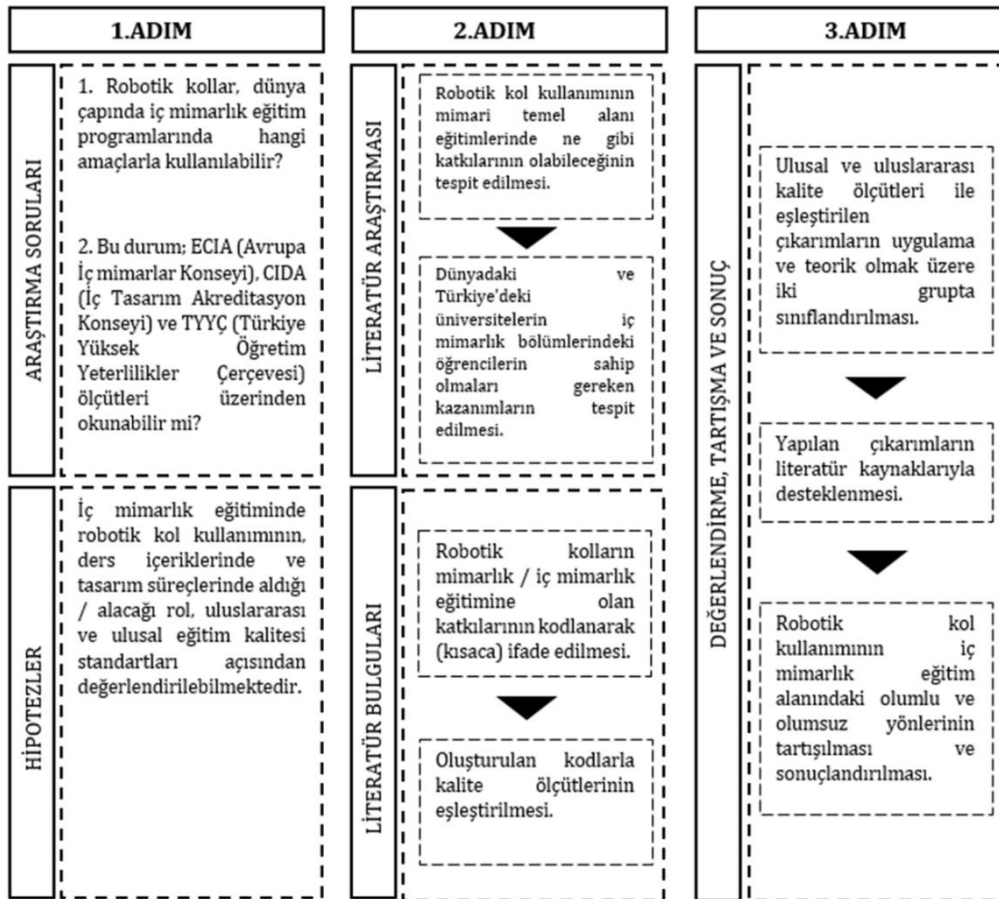 1.ADIM
ARAŞTIRMA SORULARI
1. Robotik kollar, dünya
çapında iç mimarlık eğitim
programlarında hangi
amaçlarla kullanılabilir?
2. Bu durum; ECIA (Avrupa
İç mimarlar Konseyi), CIDA
(İç Tasarım Akreditasyon
Konseyi) ve TYYÇ (Türkiye
Yüksek Öğretim
Yeterlilikler Çerçevesi)
ölçütleri üzerinden
okunabilir mi?
HİPOTEZLER
İç mimarlık eğitiminde
robotik kol kullanımının,
ders içeriklerinde ve
tasarım süreçlerinde aldığı
/ alacağı rol, uluslararası
ve ulusal eğitim kalitesi
standartları açısından
değerlendirilebilmektedir.
2.ADIM
LİTERATÜR ARAŞTIRMASI
Robotik kol kullanımının
mimari temel alanı
eğitimlerinde ne gibi
katkılarının olabileceğinin
tespit edilmesi.
Dünyadaki ve
Türkiye'deki
üniversitelerin iç
mimarlık bölümlerindeki
öğrencilerin sahip
olmaları gereken
kazanımların tespit
edilmesi.
LİTERATÜR BULGULARI
Robotik kolların
mimarlık / iç mimarlık
eğitimine olan
katkılarının kodlanarak
(kısaca) ifade edilmesi.
Oluşturulan kodlarla
kalite ölçütlerinin
eşleştirilmesi.
3.ADIM
DEĞERLENDİRME, TARTIŞMA VE SONUÇ
Ulusal ve uluslararası
kalite ölçütleri ile
eşleştirilen
çıkarımların uygulama
ve teorik olmak üzere
iki grupta
sınıflandırılması.
Yapılan çıkarımların
literatür kaynaklarıyla
desteklenmesi.
Robotik kol
kullanımının iç
mimarlık eğitim
alanındaki olumlu ve
olumsuz yönlerinin
tartışılması ve
sonuçlandırılması.